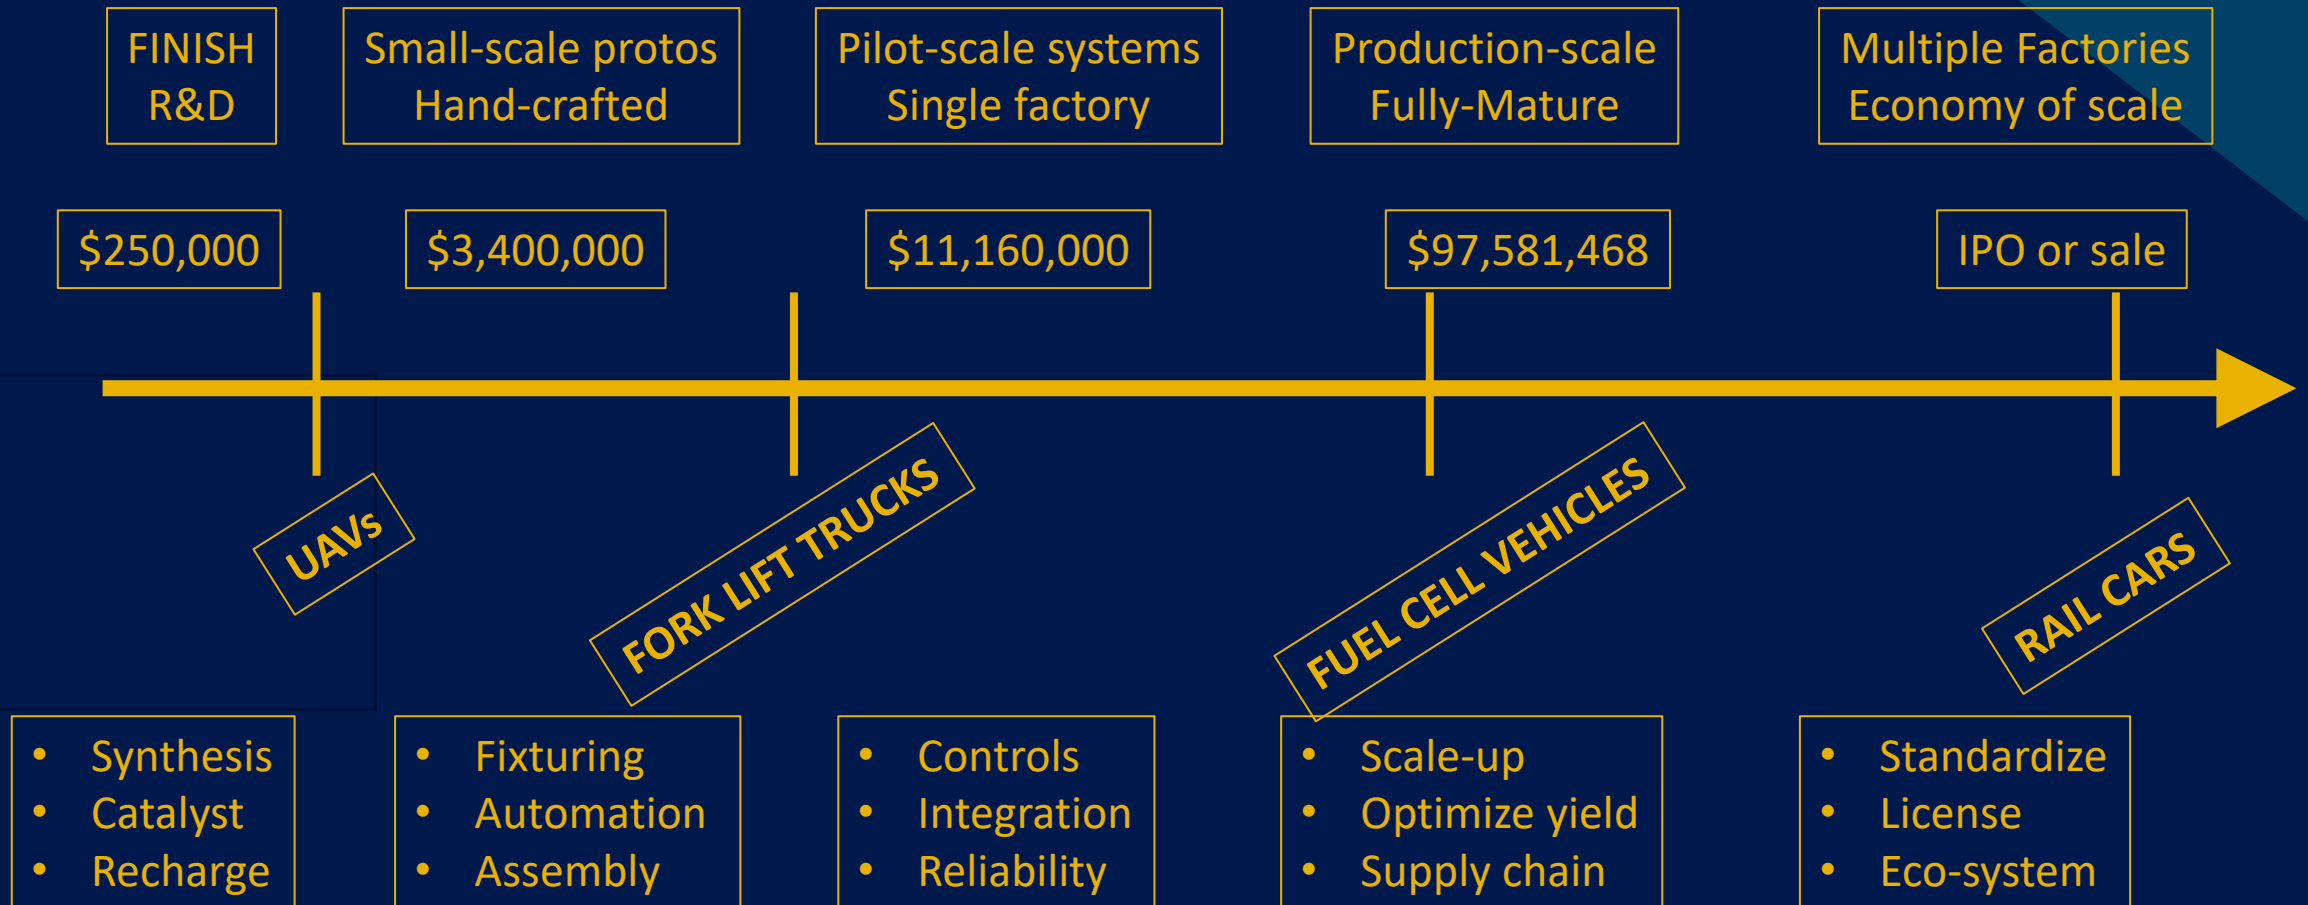 FINISH
R&D
Small-scale protos
Hand-crafted
Pilot-scale systems
Single factory
Production-scale
Fully-Mature
Multiple Factories
Economy of scale
$250,000
$3,400,000
$11,160,000
$97,581,468
IPO or sale
UAVs
FORK LIFT TRUCKS
FUEL CELL VEHICLES
RAIL CARS
• Synthesis
• Catalyst
• Recharge
• Fixturing
• Automation
• Assembly
• Controls
• Integration
• Reliability
• Scale-up
• Optimize yield
• Supply chain
• Standardize
• License
• Eco-system